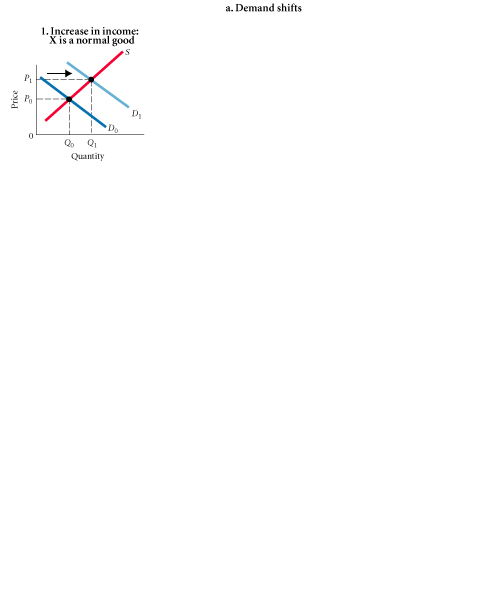 a. Demand shifts
1. Increase in income:
X is a normal good
S
P₁
P₀
Price
D₁
D₀
0
Q₀ Q₁
Quantity